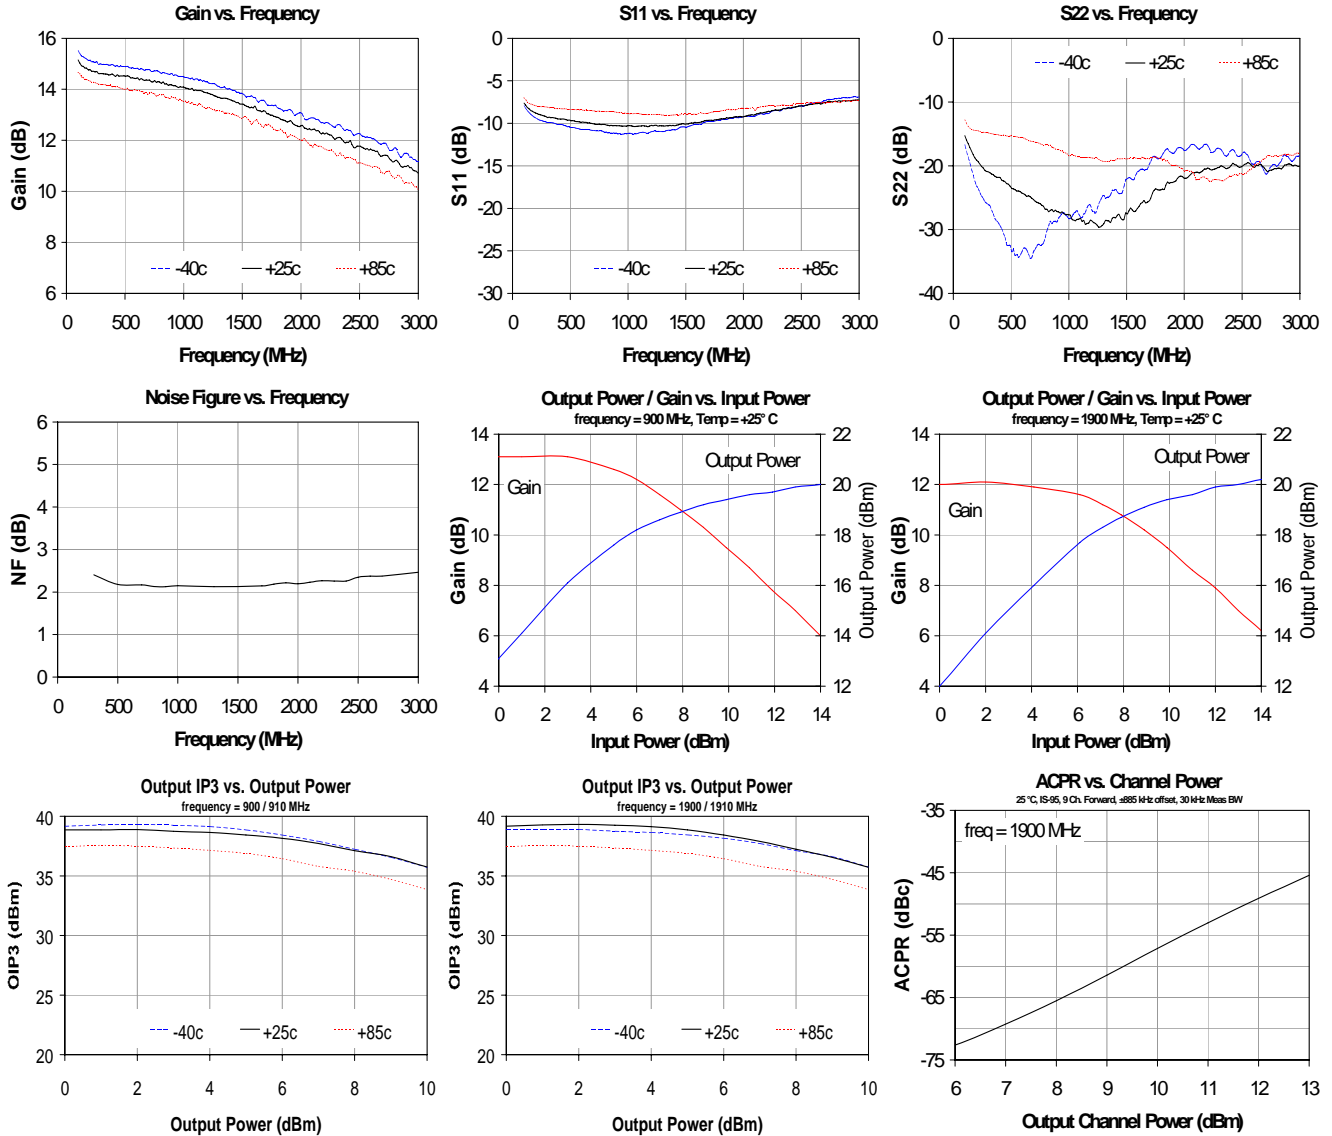 Gain vs. Frequency
16
14
12
10
8
6
Gain (dB)
-40c +25c +85c
0 500 1000 1500 2000 2500 3000
Frequency (MHz)
S11 vs. Frequency
0
-5
-10
-15
-20
-25
-30
S11 (dB)
-40c +25c +85c
0 500 1000 1500 2000 2500 3000
Frequency (MHz)
S22 vs. Frequency
0
-10
-20
-30
-40
S22 (dB)
-40c +25c +85c
0 500 1000 1500 2000 2500 3000
Frequency (MHz)
Noise Figure vs. Frequency
6
5
4
3
2
1
0
NF (dB)
0 500 1000 1500 2000 2500 3000
Frequency (MHz)
Output Power / Gain vs. Input Power
frequency = 900 MHz, Temp = +25° C
14
12
10
8
6
4
Gain (dB)
Output Power
Gain
22
20
18
16
14
12
Output Power (dBm)
0 2 4 6 8 10 12 14
Input Power (dBm)
Output Power / Gain vs. Input Power
frequency = 1900 MHz, Temp = +25° C
14
12
10
8
6
4
Gain (dB)
Output Power
Gain
22
20
18
16
14
12
Output Power (dBm)
0 2 4 6 8 10 12 14
Input Power (dBm)
Output IP3 vs. Output Power
frequency = 900 / 910 MHz
40
35
30
25
20
OIP3 (dBm)
-40c +25c +85c
0 2 4 6 8 10
Output Power (dBm)
Output IP3 vs. Output Power
frequency = 1900 / 1910 MHz
40
35
30
25
20
OIP3 (dBm)
-40c +25c +85c
0 2 4 6 8 10
Output Power (dBm)
ACPR vs. Channel Power
25 °C, IS-95, 9 Ch. Forward, ±885 kHz offset, 30 kHz Meas BW
-35
-45
-55
-65
-75
ACPR (dBc)
freq = 1900 MHz
6 7 8 9 10 11 12 13
Output Channel Power (dBm)